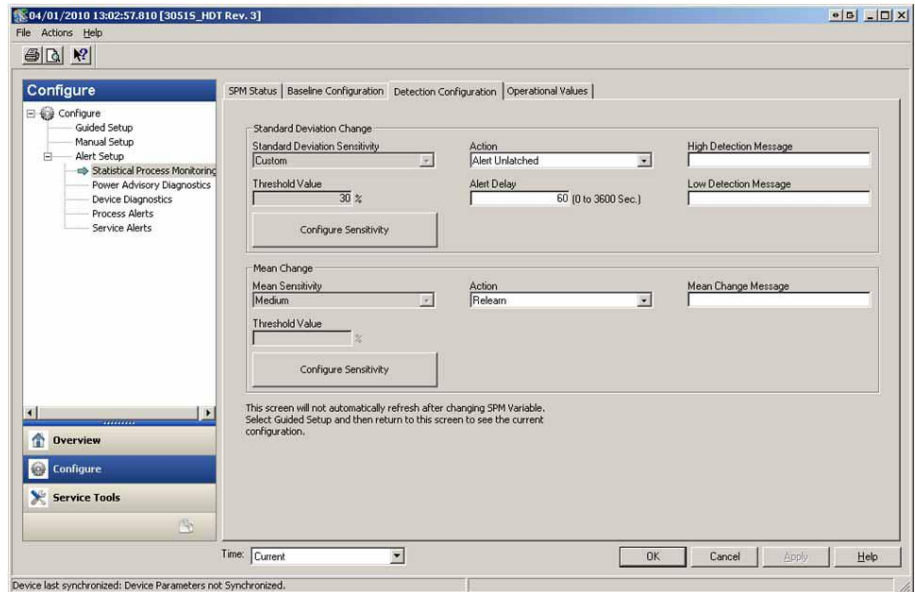 04/01/2010 13:02:57.810 [3051S_HDT Rev. 3]
File Actions Help
Configure
Configure
Guided Setup
Manual Setup
Alert Setup
Statistical Process Monitoring
Power Advisory Diagnostics
Device Diagnostics
Process Alerts
Service Alerts
Overview
Configure
Service Tools
SPM Status Baseline Configuration Detection Configuration Operational Values
Standard Deviation Change
Standard Deviation Sensitivity Action High Detection Message
Custom Alert Unlatched
Threshold Value Alert Delay Low Detection Message
30 % 60 (0 to 3600 Sec.)
Configure Sensitivity
Mean Change
Mean Sensitivity Action Mean Change Message
Medium Relearn
Threshold Value
%
Configure Sensitivity
This screen will not automatically refresh after changing SPM Variable.
Select Guided Setup and then return to this screen to see the current
configuration.
Time: Current OK Cancel Apply Help
Device last synchronized: Device Parameters not Synchronized.